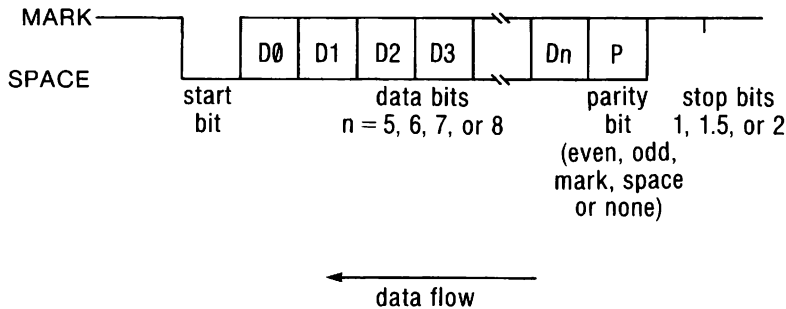 MARK
SPACE
D0 D1 D2 D3 Dn P
start
bit
data bits
n = 5, 6, 7, or 8
parity
bit
(even, odd,
mark, space
or none)
stop bits
1, 1.5, or 2
data flow